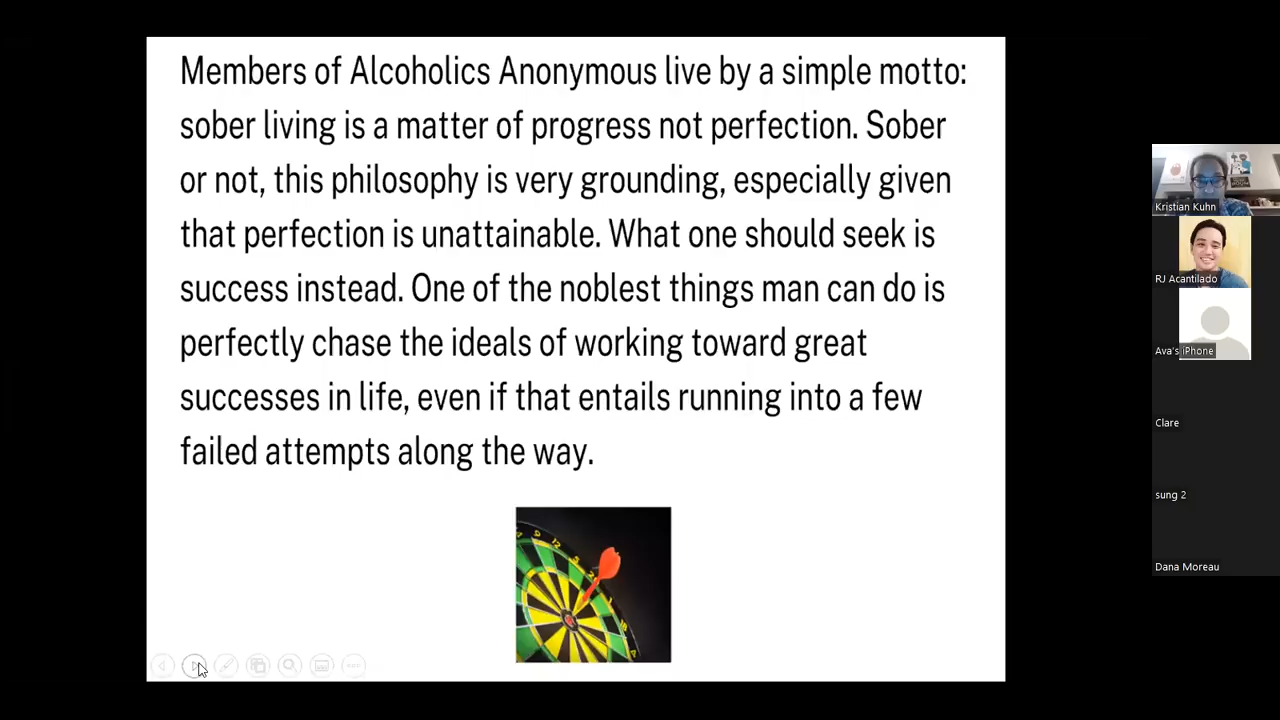 Members of Alcoholics Anonymous live by a simple motto:
sober living is a matter of progress not perfection. Sober
or not, this philosophy is very grounding, especially given
that perfection is unattainable. What one should seek is
success instead. One of the noblest things man can do is
perfectly chase the ideals of working toward great
successes in life, even if that entails running into a few
failed attempts along the way.
Kristian Kuhn
RJ Acantilado
Ava's iPhone
Clare
sung 2
Dana Moreau